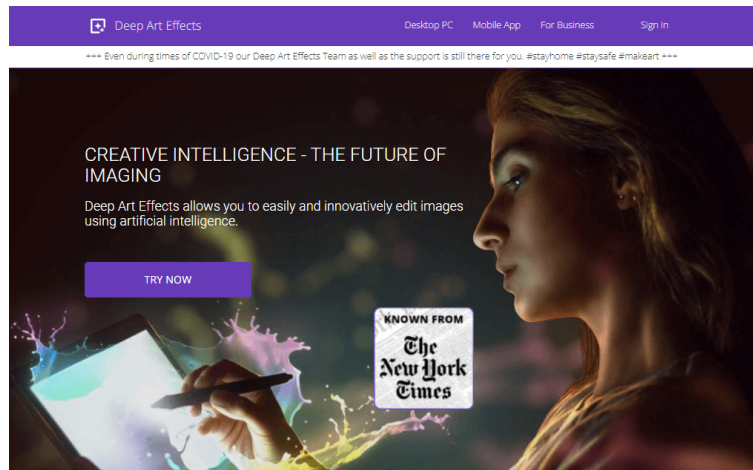 Deep Art Effects
Desktop PC Mobile App For Business Sign In
+++ Even during times of COVID-19 our Deep Art Effects Team as well as the support is still there for you. #stayhome #staysafe #makeart +++
CREATIVE INTELLIGENCE - THE FUTURE OF
IMAGING
Deep Art Effects allows you to easily and innovatively edit images
using artificial intelligence.
TRY NOW
KNOWN FROM
The
New York
Times